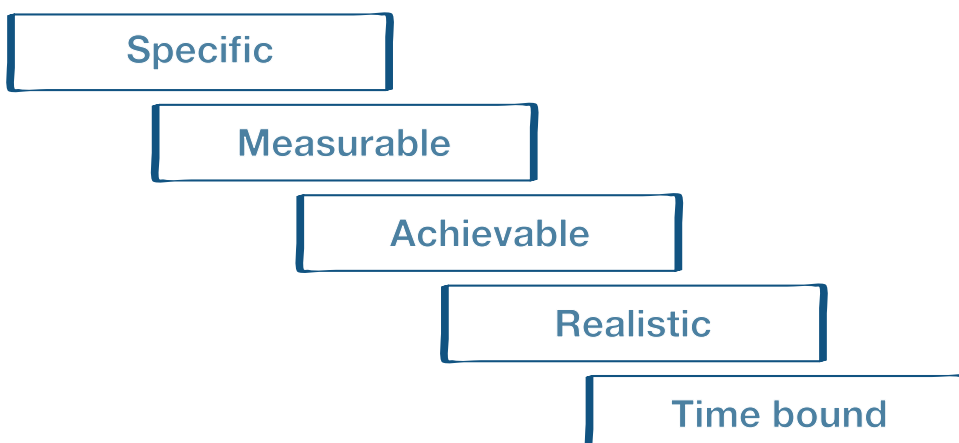 Specific
Measurable
Achievable
Realistic
Time bound